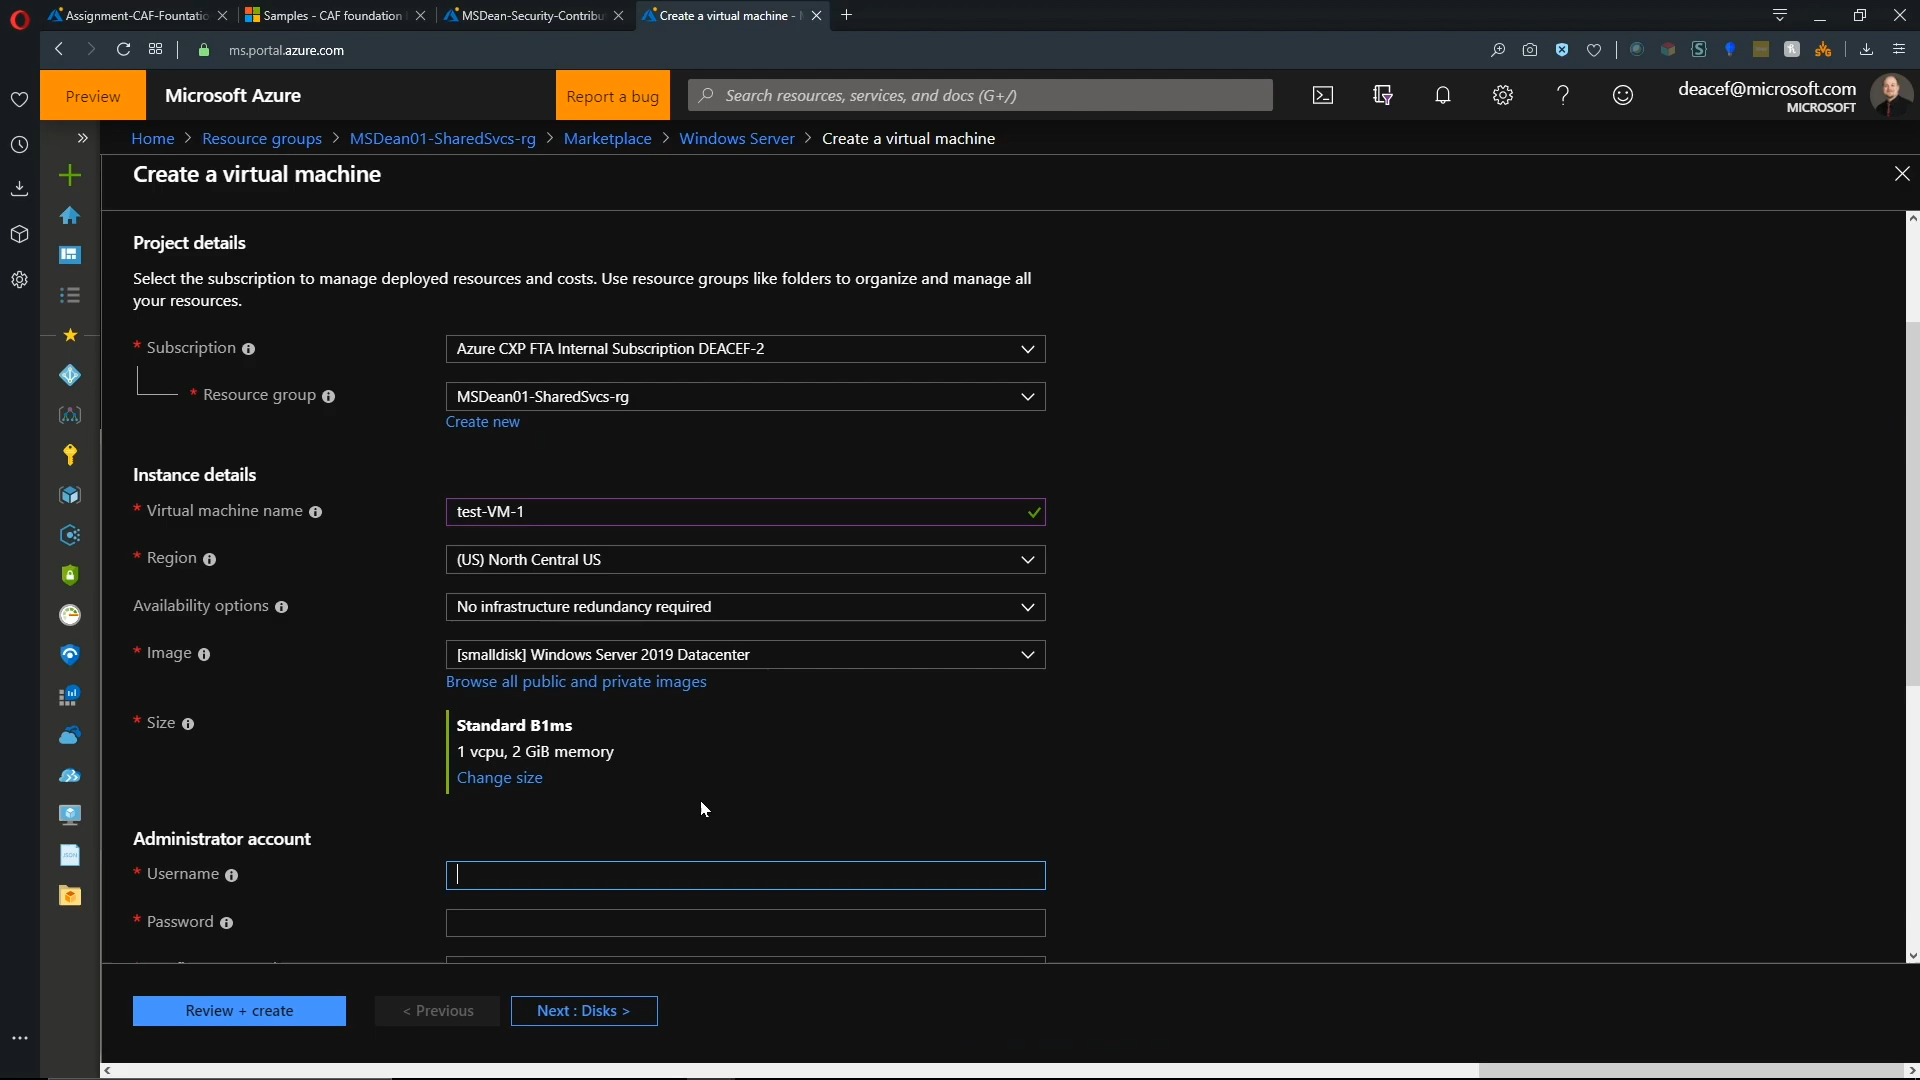 Assignment-CAF-Founatio
Samples - CAF foundation
MSDean-Security-Contribu
Create a virtual machine -
ms.portal.azure.com
Preview
Microsoft Azure
Report a bug
Search resources, services, and docs (G+/)
deacef@microsoft.com
MICROSOFT
Home > Resource groups > MSDean01-SharedSvcs-rg > Marketplace > Windows Server > Create a virtual machine
Create a virtual machine
Project details
Select the subscription to manage deployed resources and costs. Use resource groups like folders to organize and manage all
your resources.
* Subscription
Azure CXP FTA Internal Subscription DEACEF-2
* Resource group
MSDean01-SharedSvcs-rg
Create new
Instance details
* Virtual machine name
test-VM-1
* Region
(US) North Central US
Availability options
No infrastructure redundancy required
* Image
[smalldisk] Windows Server 2019 Datacenter
Browse all public and private images
* Size
Standard B1ms
1 vcpu, 2 GiB memory
Change size
Administrator account
* Username
* Password
Review + create
< Previous
Next : Disks >